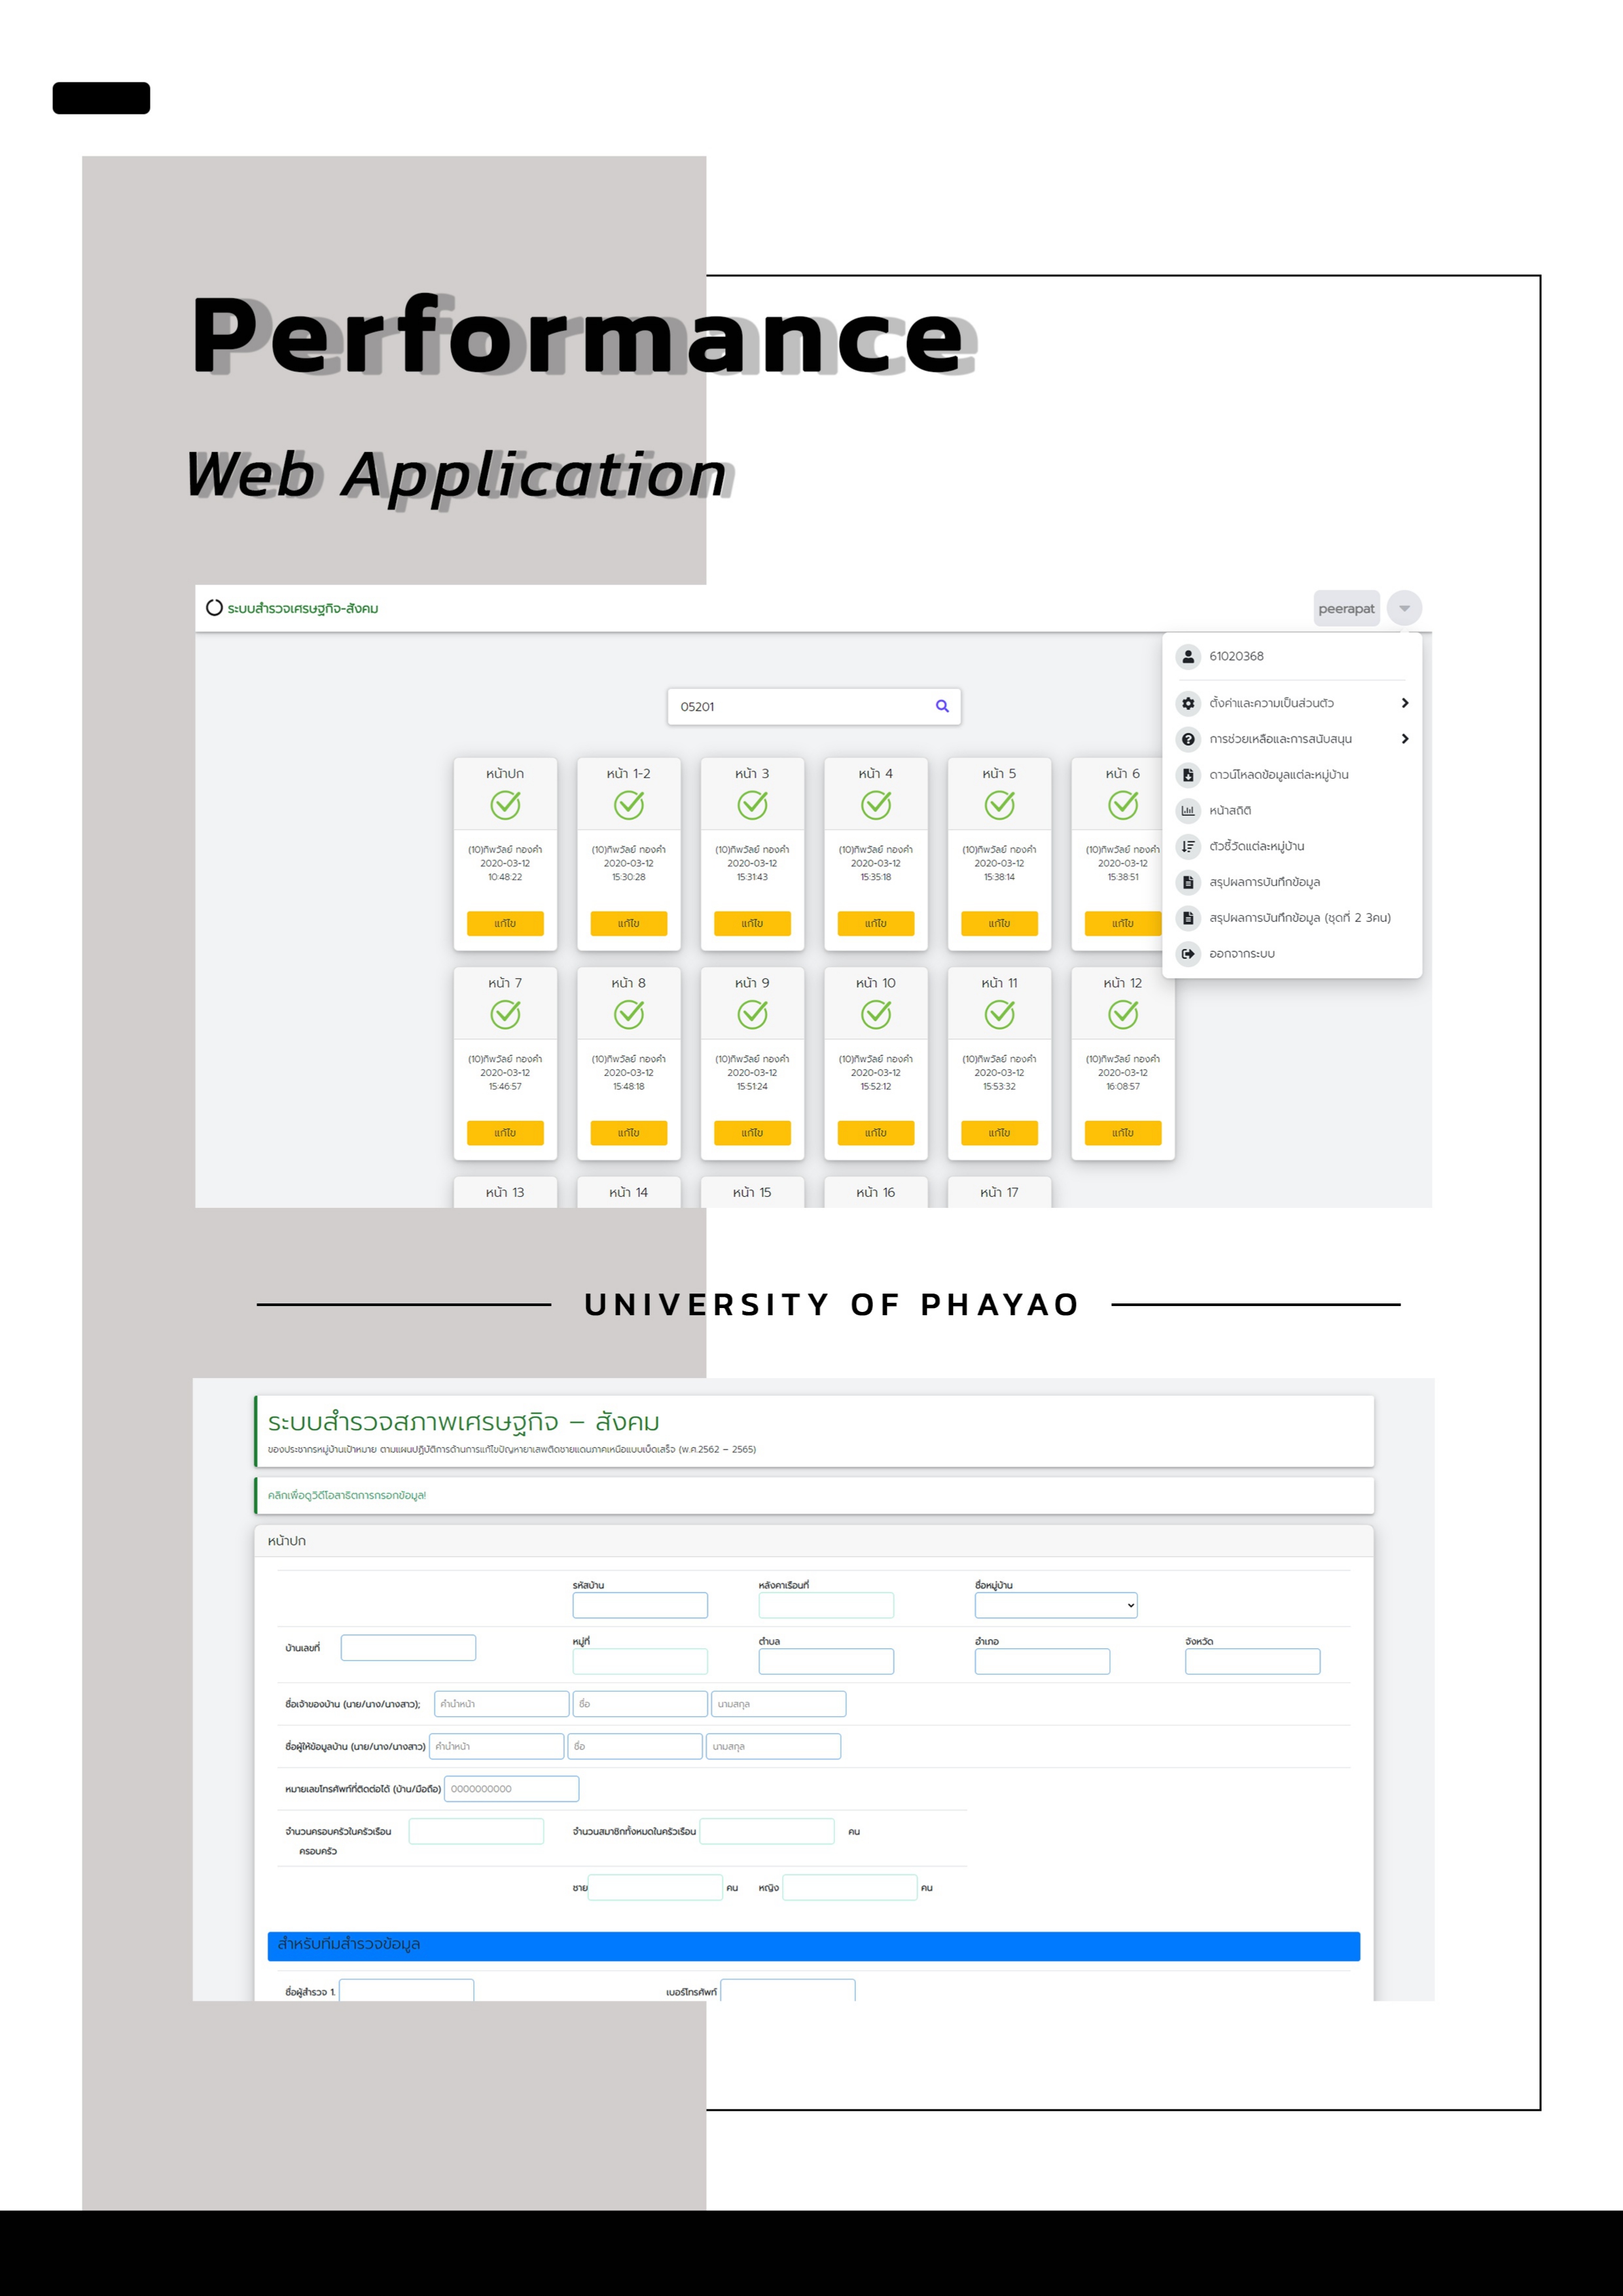 Performance
Web Application
ระบบสำรวจเศรษฐกิจ-สังคม
peerapat
61020368
05201
ตั้งค่าและความเป็นส่วนตัว
การช่วยเหลือและการสนับสนุน
ดาวน์โหลดข้อมูลแต่ละหมู่บ้าน
หน้าสถิติ
ตัวชี้วัดแต่ละหมู่บ้าน
สรุปผลการบันทึกข้อมูล
สรุปผลการบันทึกข้อมูล (ชุดที่ 2 3คน)
ออกจากระบบ
หน้าปก หน้า 1-2 หน้า 3 หน้า 4 หน้า 5 หน้า 6
(10)ทิพวัลย์ ทองคำ (10)ทิพวัลย์ ทองคำ (10)ทิพวัลย์ ทองคำ (10)ทิพวัลย์ ทองคำ (10)ทิพวัลย์ ทองคำ (10)ทิพวัลย์ ทองคำ
2020-03-12 2020-03-12 2020-03-12 2020-03-12 2020-03-12 2020-03-12
10:48:22 15:30:28 15:31:43 15:35:18 15:38:14 15:38:51
แก้ไข แก้ไข แก้ไข แก้ไข แก้ไข แก้ไข
หน้า 7 หน้า 8 หน้า 9 หน้า 10 หน้า 11 หน้า 12
(10)ทิพวัลย์ ทองคำ (10)ทิพวัลย์ ทองคำ (10)ทิพวัลย์ ทองคำ (10)ทิพวัลย์ ทองคำ (10)ทิพวัลย์ ทองคำ (10)ทิพวัลย์ ทองคำ
2020-03-12 2020-03-12 2020-03-12 2020-03-12 2020-03-12 2020-03-12
15:46:57 15:48:18 15:51:24 15:52:12 15:53:32 16:08:57
แก้ไข แก้ไข แก้ไข แก้ไข แก้ไข แก้ไข
หน้า 13 หน้า 14 หน้า 15 หน้า 16 หน้า 17
UNIVERSITY OF PHAYAO
ระบบสำรวจสภาพเศรษฐกิจ – สังคม
ของประชากรหมู่บ้านเป้าหมาย ตามแผนปฏิบัติการด้านการแก้ไขปัญหายาเสพติดชายแดนภาคเหนือแบบเบ็ดเสร็จ (พ.ศ.2562 – 2565)
คลิกเพื่อดูวิดีโอสาธิตการกรอกข้อมูล!
หน้าปก
รหัสบ้าน หลังคาเรือนที่ ชื่อหมู่บ้าน
บ้านเลขที่ หมู่ที่ ตำบล อำเภอ จังหวัด
ชื่อเจ้าของบ้าน (นาย/นาง/นางสาว); คำนำหน้า ชื่อ นามสกุล
ชื่อผู้ให้ข้อมูลบ้าน (นาย/นาง/นางสาว) คำนำหน้า ชื่อ นามสกุล
หมายเลขโทรศัพท์ที่ติดต่อได้ (บ้าน/มือถือ) 0000000000
จำนวนครอบครัวในครัวเรือน จำนวนสมาชิกทั้งหมดในครัวเรือน คน
ครอบครัว
ชาย คน หญิง คน
สำหรับทีมสำรวจข้อมูล
ชื่อผู้สำรวจ 1. เบอร์โทรศัพท์